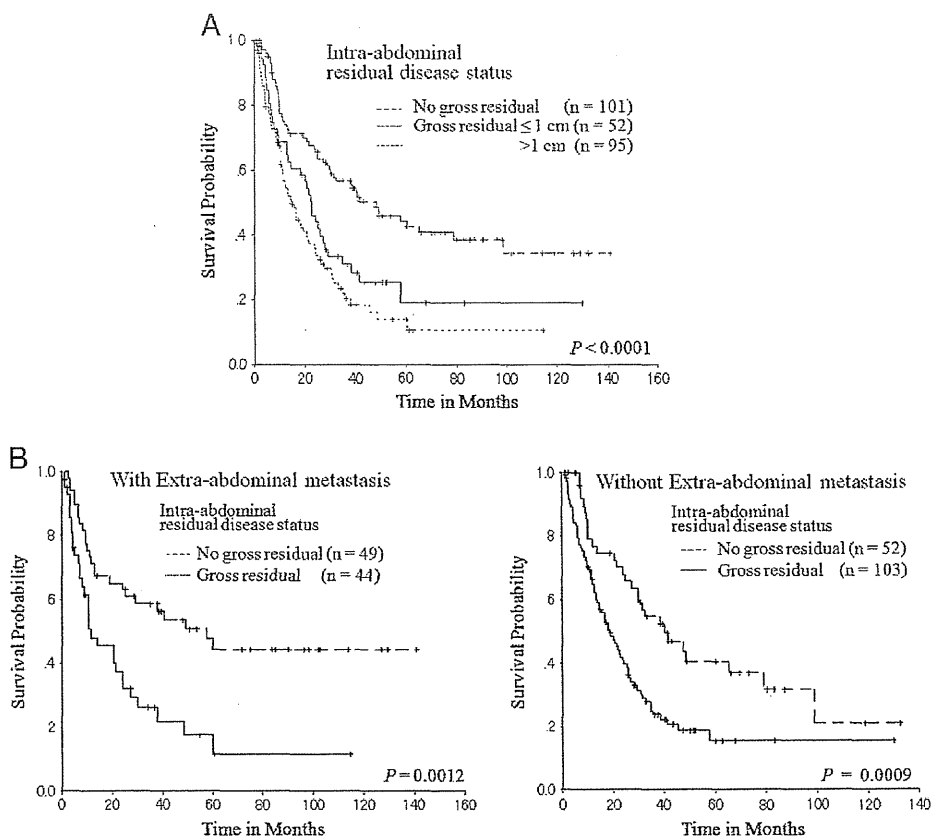 A
Intra-abdominal
residual disease status
No gross residual (n = 101)
Gross residual ≤ 1 cm (n = 52)
>1 cm (n = 95)
Survival Probability
1.0
.8
.6
.4
.2
0.0
P < 0.0001
0 20 40 60 80 100 120 140 160
Time in Months
B
With Extra-abdominal metastasis
Intra-abdominal
residual disease status
No gross residual (n = 49)
Gross residual (n = 44)
Survival Probability
1.0
.8
.6
.4
.2
0.0
P = 0.0012
0 20 40 60 80 100 120 140 160
Time in Months
Without Extra-abdominal metastasis
Intra-abdominal
residual disease status
No gross residual (n = 52)
Gross residual (n = 103)
Survival Probability
1.0
.8
.6
.4
.2
0.0
P = 0.0009
0 20 40 60 80 100 120 140
Time in Months